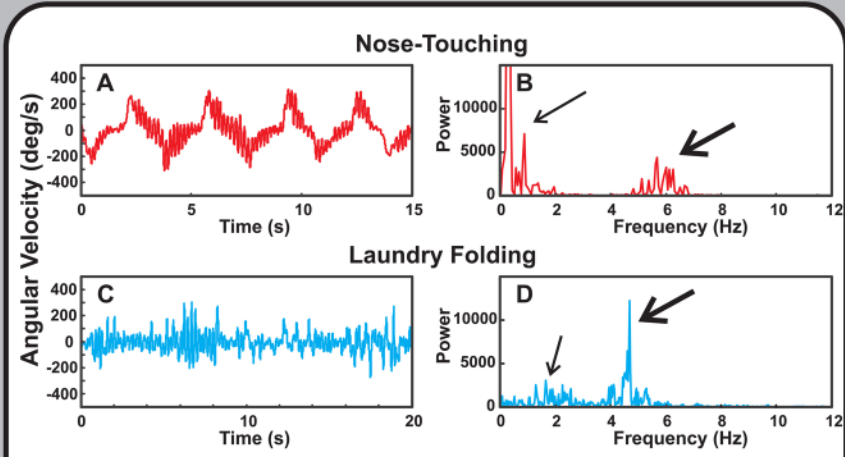 Nose-Touching
Angular Velocity (deg/s)
A
400
200
0
-200
-400
0 5 10 15
Time (s)
B
Power
10000
5000
0
0 2 4 6 8 10 12
Frequency (Hz)
Laundry Folding
C
400
200
0
-200
-400
0 10 20
Time (s)
D
Power
10000
5000
0
0 2 4 6 8 10 12
Frequency (Hz)